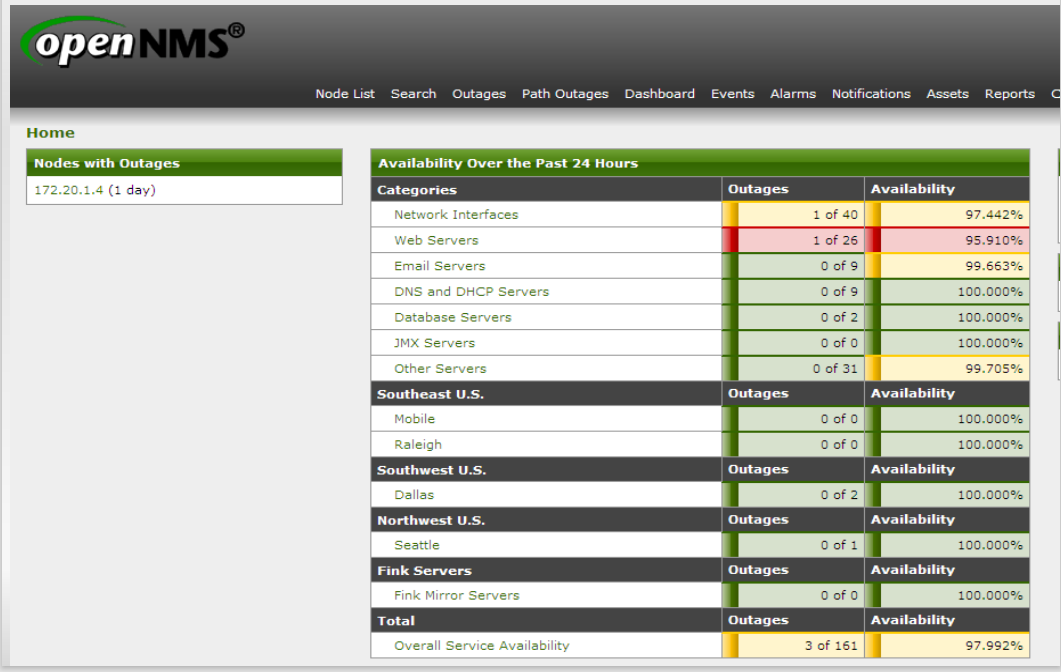 openNMS®
Node List Search Outages Path Outages Dashboard Events Alarms Notifications Assets Reports
Home
Nodes with Outages
172.20.1.4 (1 day)
Availability Over the Past 24 Hours
Categories Outages Availability
Network Interfaces 1 of 40 97.442%
Web Servers 1 of 26 95.910%
Email Servers 0 of 9 99.663%
DNS and DHCP Servers 0 of 9 100.000%
Database Servers 0 of 2 100.000%
JMX Servers 0 of 0 100.000%
Other Servers 0 of 31 99.705%
Southeast U.S. Outages Availability
Mobile 0 of 0 100.000%
Raleigh 0 of 0 100.000%
Southwest U.S. Outages Availability
Dallas 0 of 2 100.000%
Northwest U.S. Outages Availability
Seattle 0 of 1 100.000%
Fink Servers Outages Availability
Fink Mirror Servers 0 of 0 100.000%
Total Outages Availability
Overall Service Availability 3 of 161 97.992%